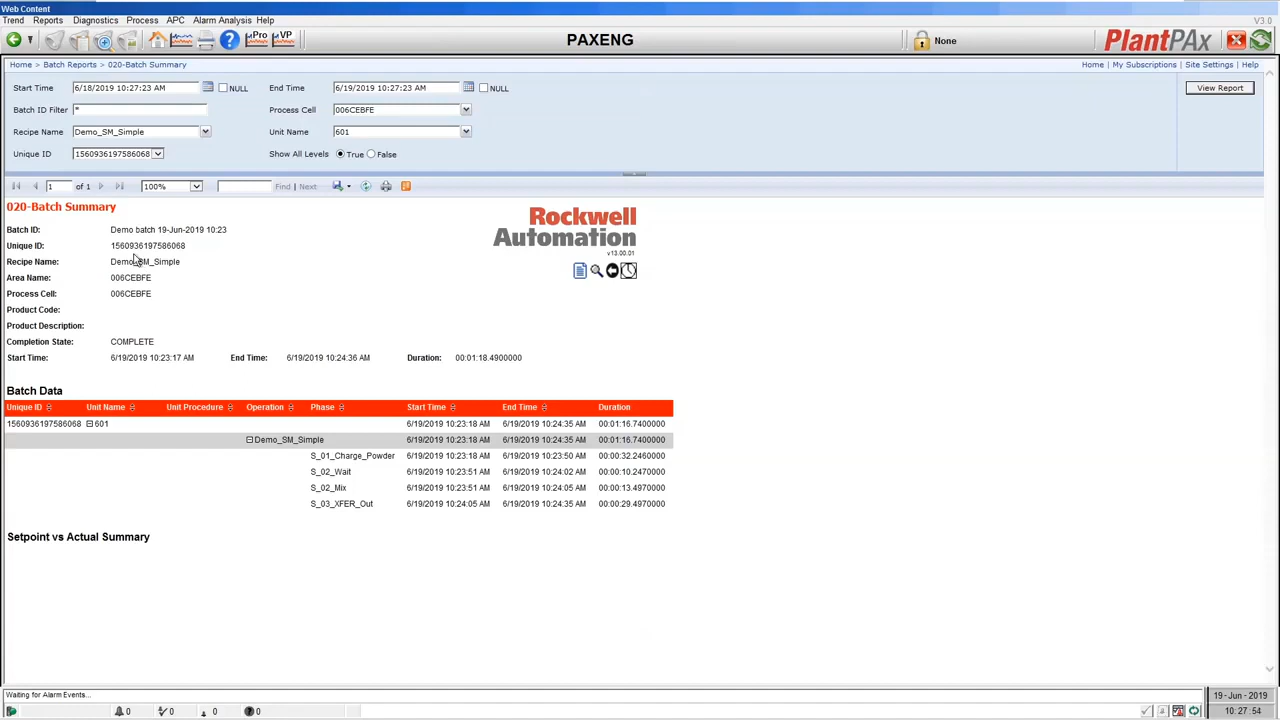 Web Content
Trend Reports Diagnostics Process APC Alarm Analysis Help V3.0
Pro VP PAXENG None PlantPAx
Home > Batch Reports > 020-Batch Summary Home | My Subscriptions | Site Settings | Help
Start Time 6/18/2019 10:27:23 AM NULL End Time 6/19/2019 10:27:23 AM NULL View Report
Batch ID Filter * Process Cell 006CEBFE
Recipe Name Demo_SM_Simple Unit Name 601
Unique ID 1560936197586068 Show All Levels True False
1 of 1 100% Find | Next
020-Batch Summary
Rockwell
Automation
v13.00.01
Batch ID: Demo batch 19-Jun-2019 10:23
Unique ID: 1560936197586068
Recipe Name: Demo_SM_Simple
Area Name: 006CEBFE
Process Cell: 006CEBFE
Product Code:
Product Description:
Completion State: COMPLETE
Start Time: 6/19/2019 10:23:17 AM End Time: 6/19/2019 10:24:36 AM Duration: 00:01:18.4900000
Batch Data
Unique ID Unit Name Unit Procedure Operation Phase Start Time End Time Duration
1560936197586068 601 6/19/2019 10:23:18 AM 6/19/2019 10:24:35 AM 00:01:16.7400000
Demo_SM_Simple 6/19/2019 10:23:18 AM 6/19/2019 10:24:35 AM 00:01:16.7400000
S_01_Charge_Powder 6/19/2019 10:23:18 AM 6/19/2019 10:23:50 AM 00:00:32.2460000
S_02_Wait 6/19/2019 10:23:51 AM 6/19/2019 10:24:02 AM 00:00:10.2470000
S_02_Mix 6/19/2019 10:23:51 AM 6/19/2019 10:24:05 AM 00:00:13.4970000
S_03_XFER_Out 6/19/2019 10:24:05 AM 6/19/2019 10:24:35 AM 00:00:29.4970000
Setpoint vs Actual Summary
Waiting for Alarm Events... 19-Jun-2019
0 0 0 0 10:27:54